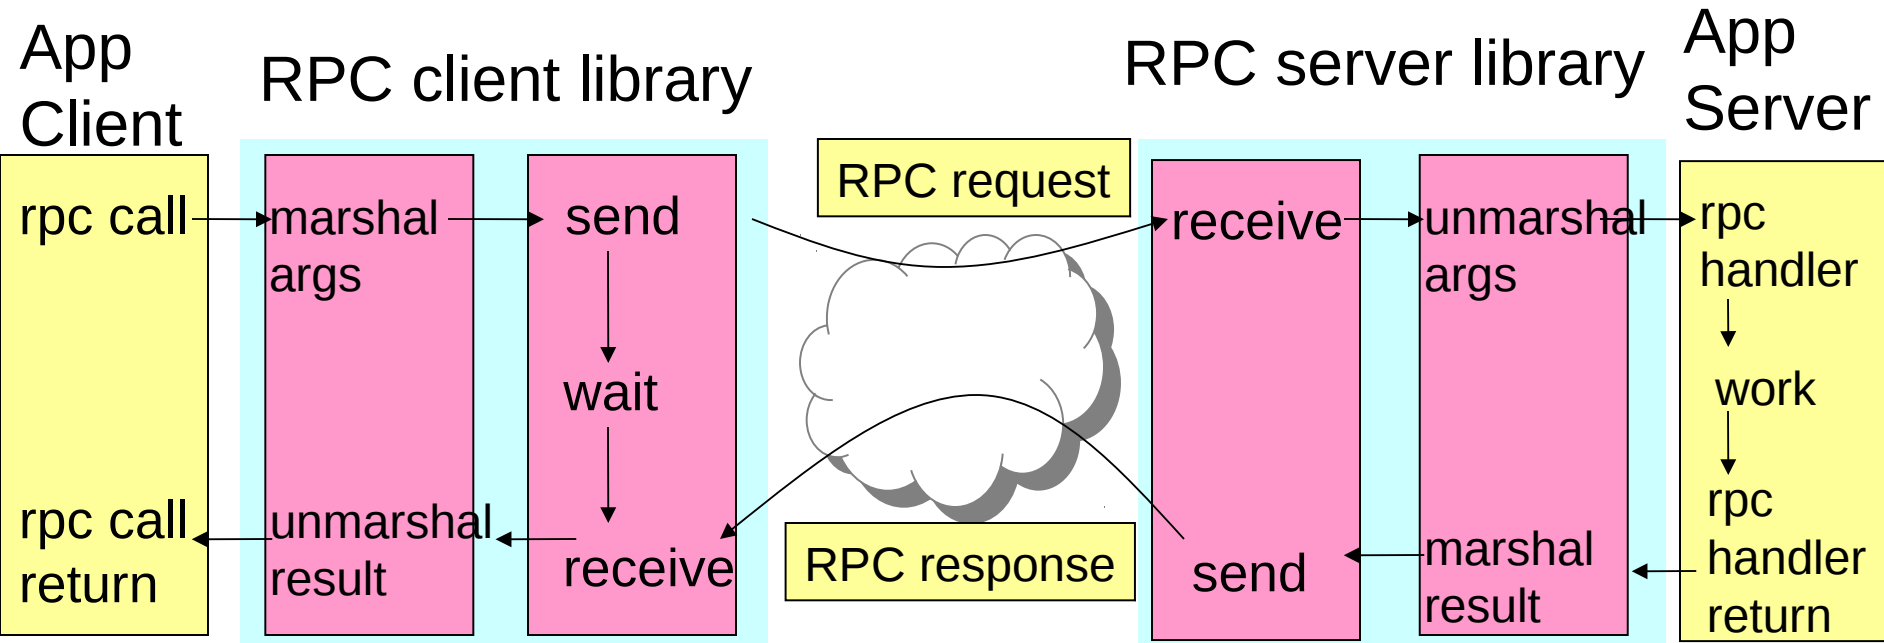 App
Client
RPC client library
RPC server library
App
Server
rpc call
marshal
args
send
wait
RPC request
receive
unmarshal
args
rpc
handler
work
rpc call
return
unmarshal
result
receive
RPC response
send
marshal
result
rpc
handler
return